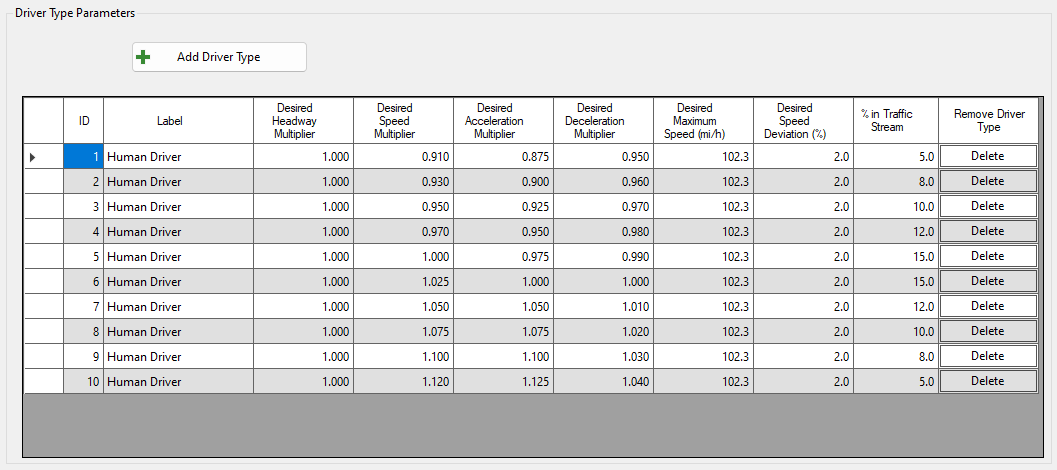 Driver Type Parameters
Add Driver Type
ID Label Desired Headway Multiplier Desired Speed Multiplier Desired Acceleration Multiplier Desired Deceleration Multiplier Desired Maximum Speed (mi/h) Desired Speed Deviation (%) % in Traffic Stream Remove Driver Type
1 Human Driver 1.000 0.910 0.875 0.950 102.3 2.0 5.0 Delete
2 Human Driver 1.000 0.930 0.900 0.960 102.3 2.0 8.0 Delete
3 Human Driver 1.000 0.950 0.925 0.970 102.3 2.0 10.0 Delete
4 Human Driver 1.000 0.970 0.950 0.980 102.3 2.0 12.0 Delete
5 Human Driver 1.000 1.000 0.975 0.990 102.3 2.0 15.0 Delete
6 Human Driver 1.000 1.025 1.000 1.000 102.3 2.0 15.0 Delete
7 Human Driver 1.000 1.050 1.050 1.010 102.3 2.0 12.0 Delete
8 Human Driver 1.000 1.075 1.075 1.020 102.3 2.0 10.0 Delete
9 Human Driver 1.000 1.100 1.100 1.030 102.3 2.0 8.0 Delete
10 Human Driver 1.000 1.120 1.125 1.040 102.3 2.0 5.0 Delete